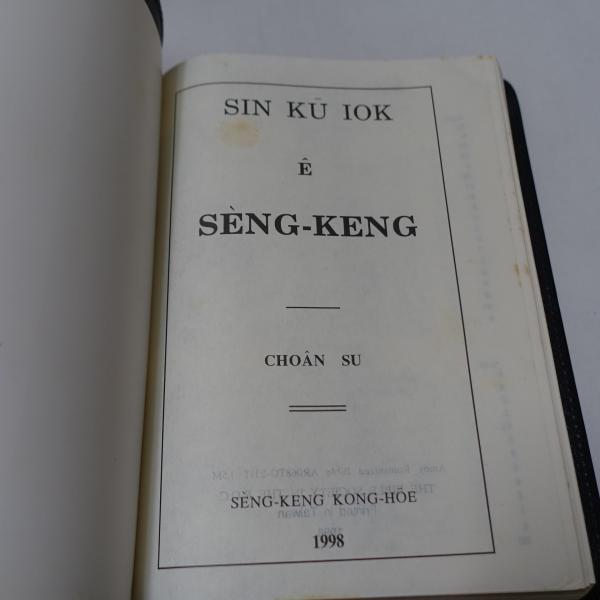 SIN KŪ IOK
Ê
SÈNG-KENG
CHOÂN SU
SÈNG-KENG KONG-HŌE
1998